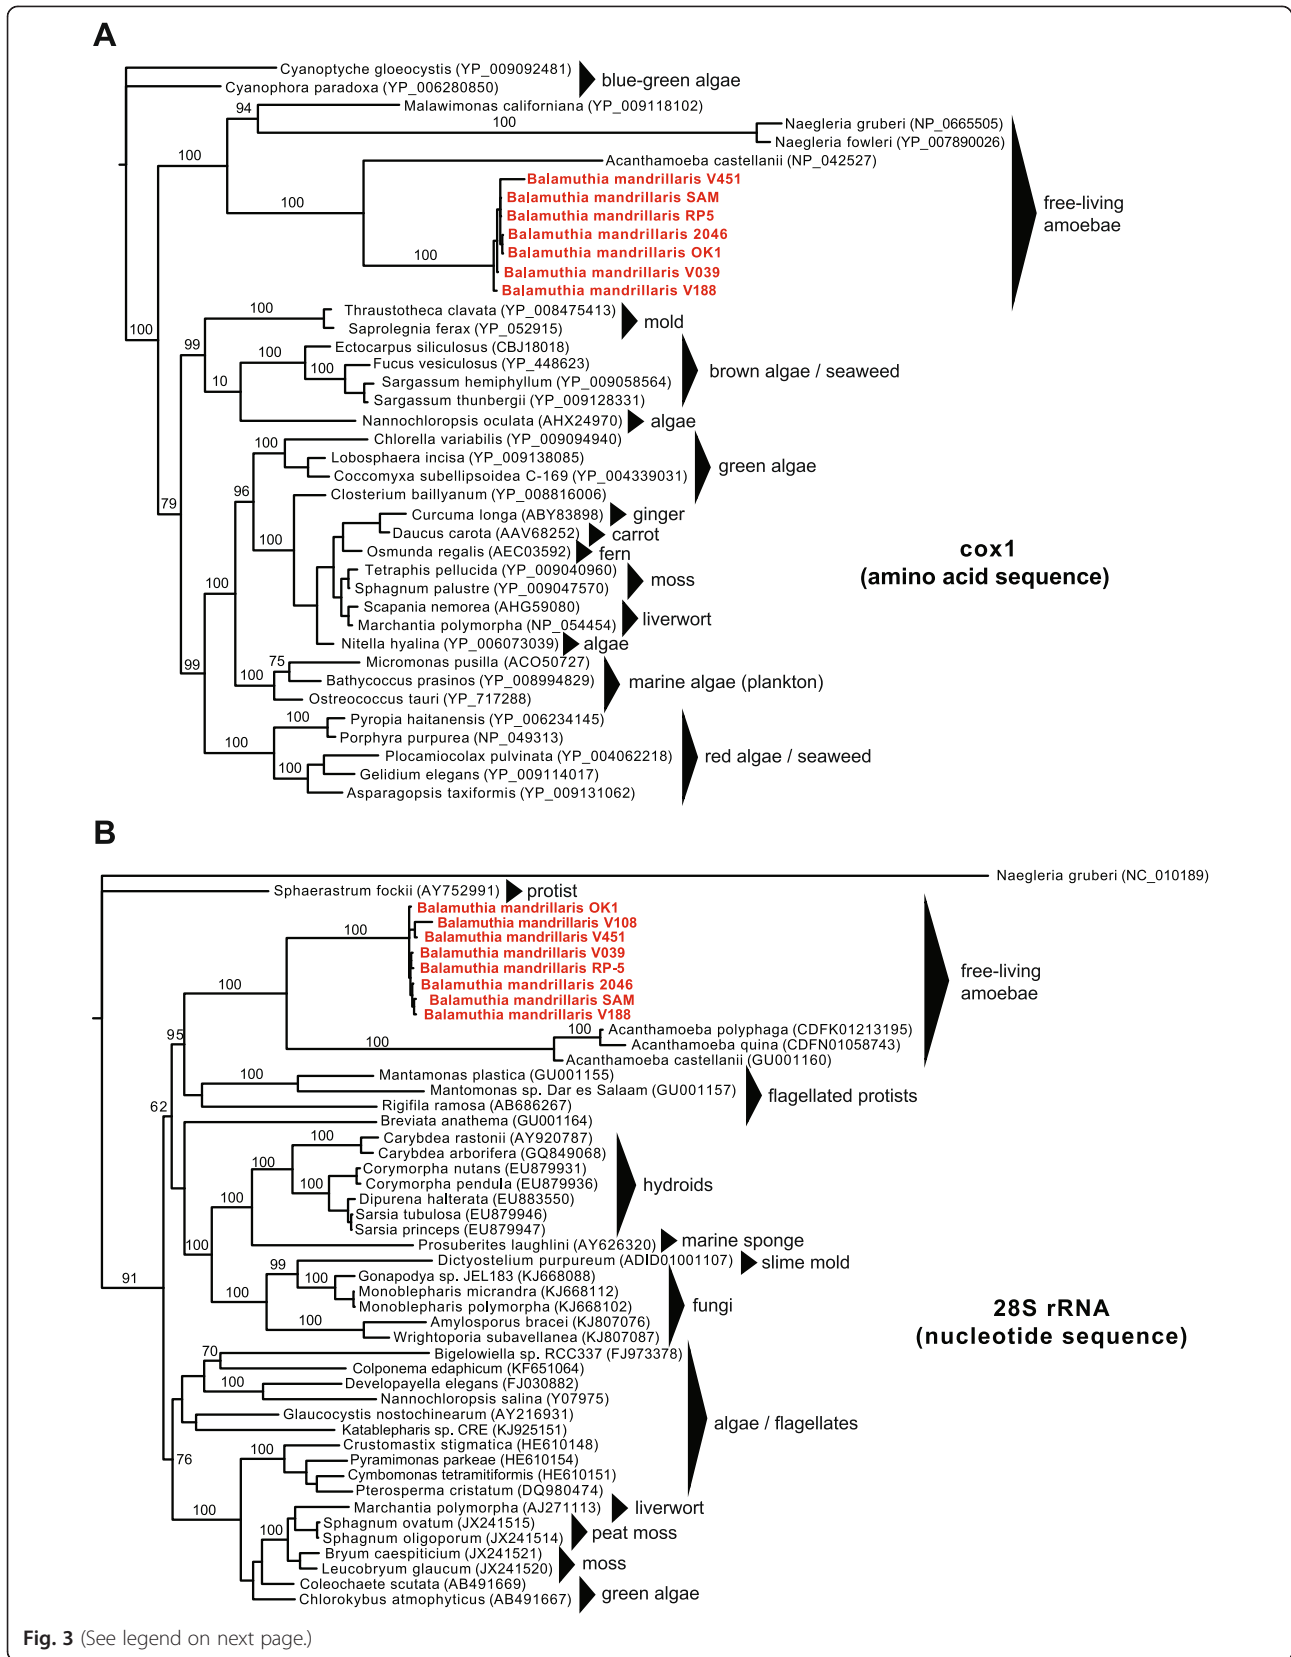 A
Cyanoptyche gloeocystis (YP_009092481)
blue-green algae
Cyanophora paradoxa (YP_006280850)
94
Malawimonas californiana (YP_009118102)
100
Naegleria gruberi (NP_0665505)
Naegleria fowleri (YP_007890026)
100
Acanthamoeba castellanii (NP_042527)
Balamuthia mandrillaris V451
Balamuthia mandrillaris SAM
100
Balamuthia mandrillaris RP5
Balamuthia mandrillaris 2046
100
Balamuthia mandrillaris OK1
Balamuthia mandrillaris V039
Balamuthia mandrillaris V188
free-living
amoebae
100
100
Thraustotheca clavata (YP_008475413)
mold
Saprolegnia ferax (YP_052915)
99
100
Ectocarpus siliculosus (CBJ18018)
100
Fucus vesiculosus (YP_448623)
brown algae / seaweed
10
Sargassum hemiphyllum (YP_009058564)
Sargassum thunbergii (YP_009128331)
Nannochloropsis oculata (AHX24970)
algae
100
Chlorella variabilis (YP_009094940)
Lobosphaera incisa (YP_009138085)
green algae
Coccomyxa subellipsoidea C-169 (YP_004339031)
96
Closterium baillyanum (YP_008816006)
79
Curcuma longa (ABY83898)
ginger
Daucus carota (AAV68252)
carrot
100
Osmunda regalis (AEC03592)
fern
Tetraphis pellucida (YP_009040960)
moss
100
Sphagnum palustre (YP_009047570)
Scapania nemorea (AHG59080)
liverwort
Marchantia polymorpha (NP_054454)
Nitella hyalina (YP_006073039)
algae
99
75
Micromonas pusilla (ACO50727)
100
Bathycoccus prasinos (YP_008994829)
marine algae (plankton)
Ostreococcus tauri (YP_717288)
100
Pyropia haitanensis (YP_006234145)
Porphyra purpurea (NP_049313)
100
Plocamiocolax pulvinata (YP_004062218)
red algae / seaweed
100
Gelidium elegans (YP_009114017)
Asparagopsis taxiformis (YP_009131062)
cox1
(amino acid sequence)
B
Naegleria gruberi (NC_010189)
Sphaerastrum fockii (AY752991)
protist
Balamuthia mandrillaris OK1
Balamuthia mandrillaris V108
100
Balamuthia mandrillaris V451
Balamuthia mandrillaris V039
Balamuthia mandrillaris RP-5
100
Balamuthia mandrillaris 2046
Balamuthia mandrillaris SAM
Balamuthia mandrillaris V188
free-living
amoebae
100
Acanthamoeba polyphaga (CDFK01213195)
100
Acanthamoeba quina (CDFN01058743)
Acanthamoeba castellanii (GU001160)
95
100
Mantamonas plastica (GU001155)
Mantomonas sp. Dar es Salaam (GU001157)
flagellated protists
62
Rigifila ramosa (AB686267)
Breviata anathema (GU001164)
100
Carybdea rastonii (AY920787)
Carybdea arborifera (GQ849068)
100
Corymorpha nutans (EU879931)
100
Corymorpha pendula (EU879936)
hydroids
100
Dipurena halterata (EU883550)
Sarsia tubulosa (EU879946)
Sarsia princeps (EU879947)
100
Prosuberites laughlini (AY626320)
marine sponge
99
Dictyostelium purpureum (ADID01001107)
slime mold
91
100
Gonapodya sp. JEL183 (KJ668088)
100
Monoblepharis micrandra (KJ668112)
fungi
Monoblepharis polymorpha (KJ668102)
100
Amylosporus bracei (KJ807076)
Wrightoporia subavellanea (KJ807087)
70
Bigelowiella sp. RCC337 (FJ973378)
Colponema edaphicum (KF651064)
100
Developayella elegans (FJ030882)
Nannochloropsis salina (Y07975)
Glaucocystis nostochinearum (AY216931)
algae / flagellates
Katablepharis sp. CRE (KJ925151)
76
100
Crustomastix stigmatica (HE610148)
Pyramimonas parkeae (HE610154)
Cymbomonas tetramitiformis (HE610151)
Pterosperma cristatum (DQ980474)
100
Marchantia polymorpha (AJ271113)
liverwort
100
Sphagnum ovatum (JX241515)
peat moss
Sphagnum oligoporum (JX241514)
Bryum caespiticium (JX241521)
moss
Leucobryum glaucum (JX241520)
Coleochaete scutata (AB491669)
green algae
Chlorokybus atmophyticus (AB491667)
28S rRNA
(nucleotide sequence)
Fig. 3 (See legend on next page.)